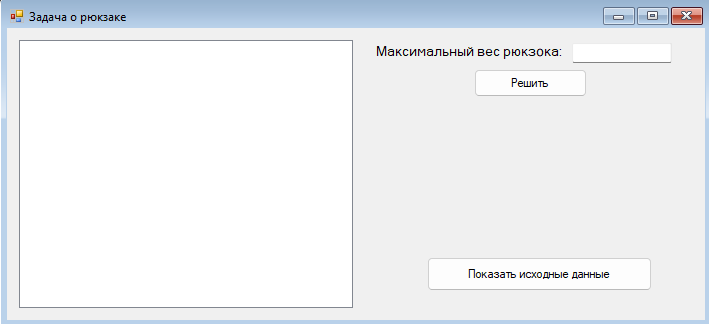 Задача о рюкзаке
Максимальный вес рюкзока:
Решить
Показать исходные данные